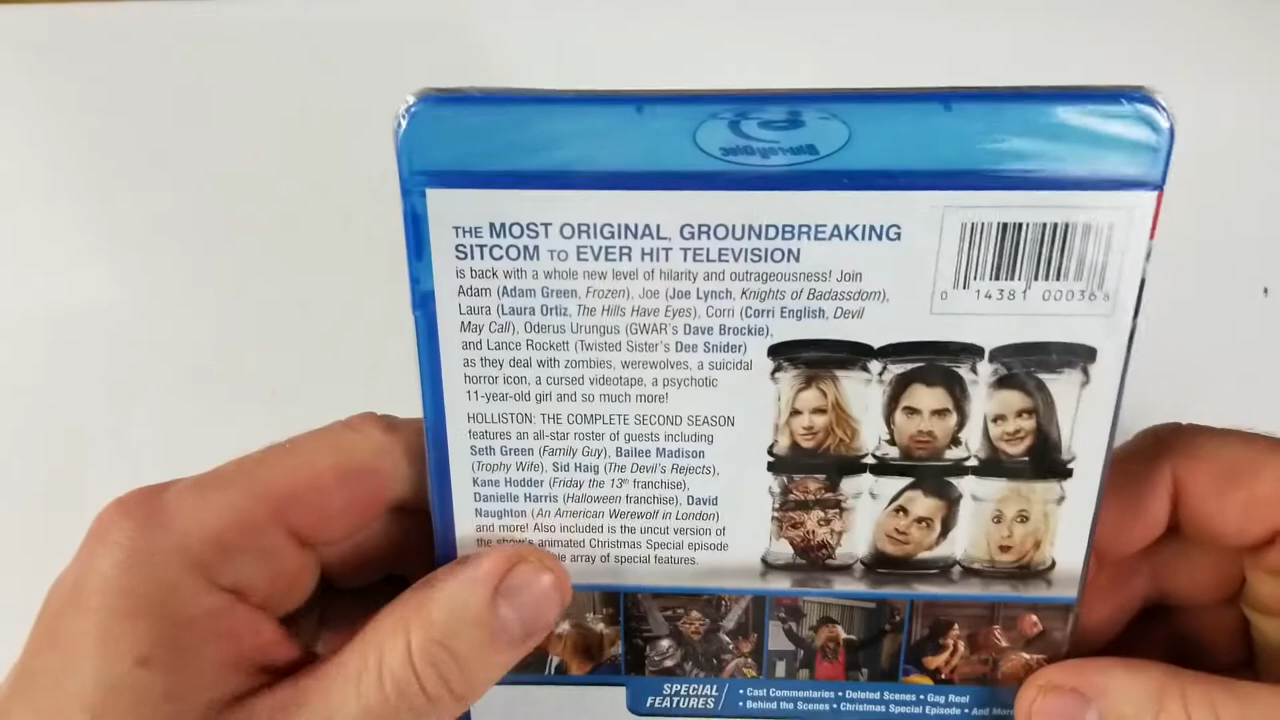 Blu-ray Disc
THE MOST ORIGINAL, GROUNDBREAKING
SITCOM TO EVER HIT TELEVISION
is back with a whole new level of hilarity and outrageousness! Join
Adam (Adam Green, Frozen), Joe (Joe Lynch, Knights of Badassdom),
Laura (Laura Ortiz, The Hills Have Eyes), Corri (Corri English, Devil
May Call), Oderus Urungus (GWAR's Dave Brockie),
and Lance Rockett (Twisted Sister's Dee Snider)
as they deal with zombies, werewolves, a suicidal
horror icon, a cursed videotape, a psychotic
11-year-old girl and so much more!
HOLLISTON: THE COMPLETE SECOND SEASON
features an all-star roster of guests including
Seth Green (Family Guy), Bailee Madison
(Trophy Wife), Sid Haig (The Devil's Rejects),
Kane Hodder (Friday the 13th franchise),
Danielle Harris (Halloween franchise), David
Naughton (An American Werewolf in London)
and more! Also included is the uncut version of
the show's animated Christmas Special episode
array of special features.
0 14381 00036 8
SPECIAL
FEATURES
• Cast Commentaries • Deleted Scenes • Gag Reel
• Behind the Scenes • Christmas Special Episode • And More